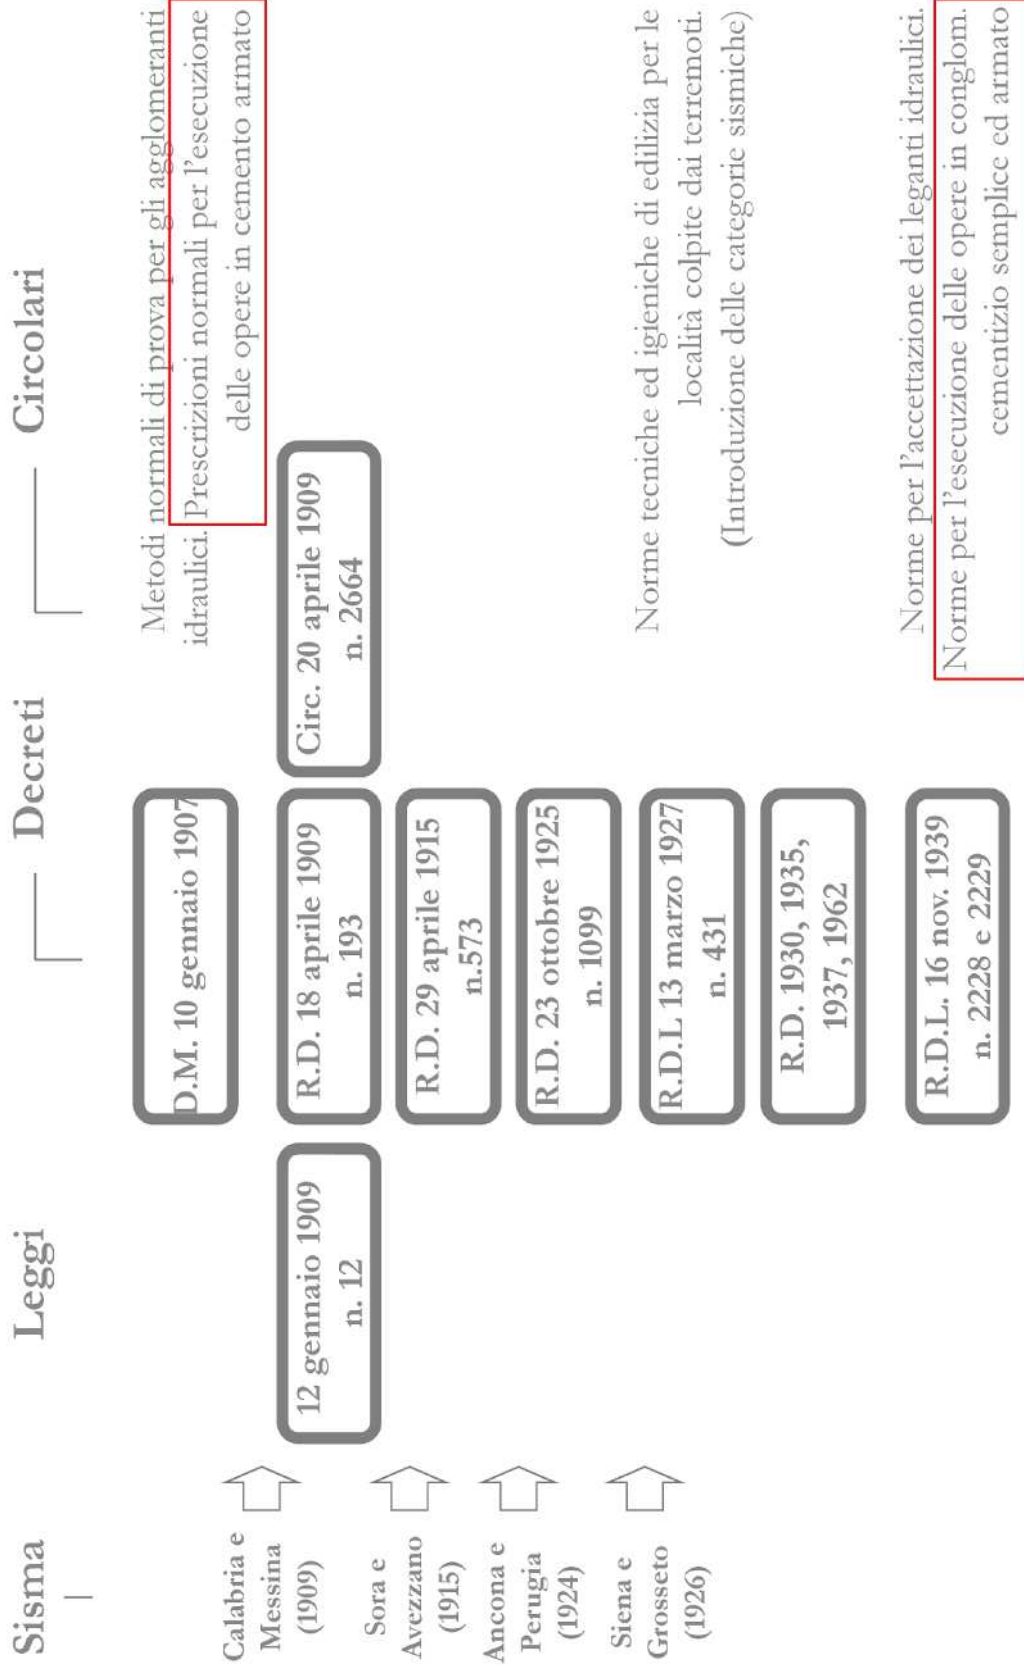 Sisma
Leggi
Decreti
Circolari
D.M. 10 gennaio 1907
Metodi normali di prova per gli agglomeranti
idraulici. Prescrizioni normali per l'esecuzione
delle opere in cemento armato
Calabria e
Messina
(1909)
12 gennaio 1909
n. 12
R.D. 18 aprile 1909
n. 193
Circ. 20 aprile 1909
n. 2664
Sora e
Avezzano
(1915)
R.D. 29 aprile 1915
n.573
Ancona e
Perugia
(1924)
R.D. 23 ottobre 1925
n. 1099
Siena e
Grosseto
(1926)
R.D.L 13 marzo 1927
n. 431
Norme tecniche ed igieniche di edilizia per le
località colpite dai terremoti.
(Introduzione delle categorie sismiche)
R.D. 1930, 1935,
1937, 1962
R.D.L. 16 nov. 1939
n. 2228 e 2229
Norme per l'accettazione dei leganti idraulici.
Norme per l'esecuzione delle opere in conglom.
cementizio semplice ed armato